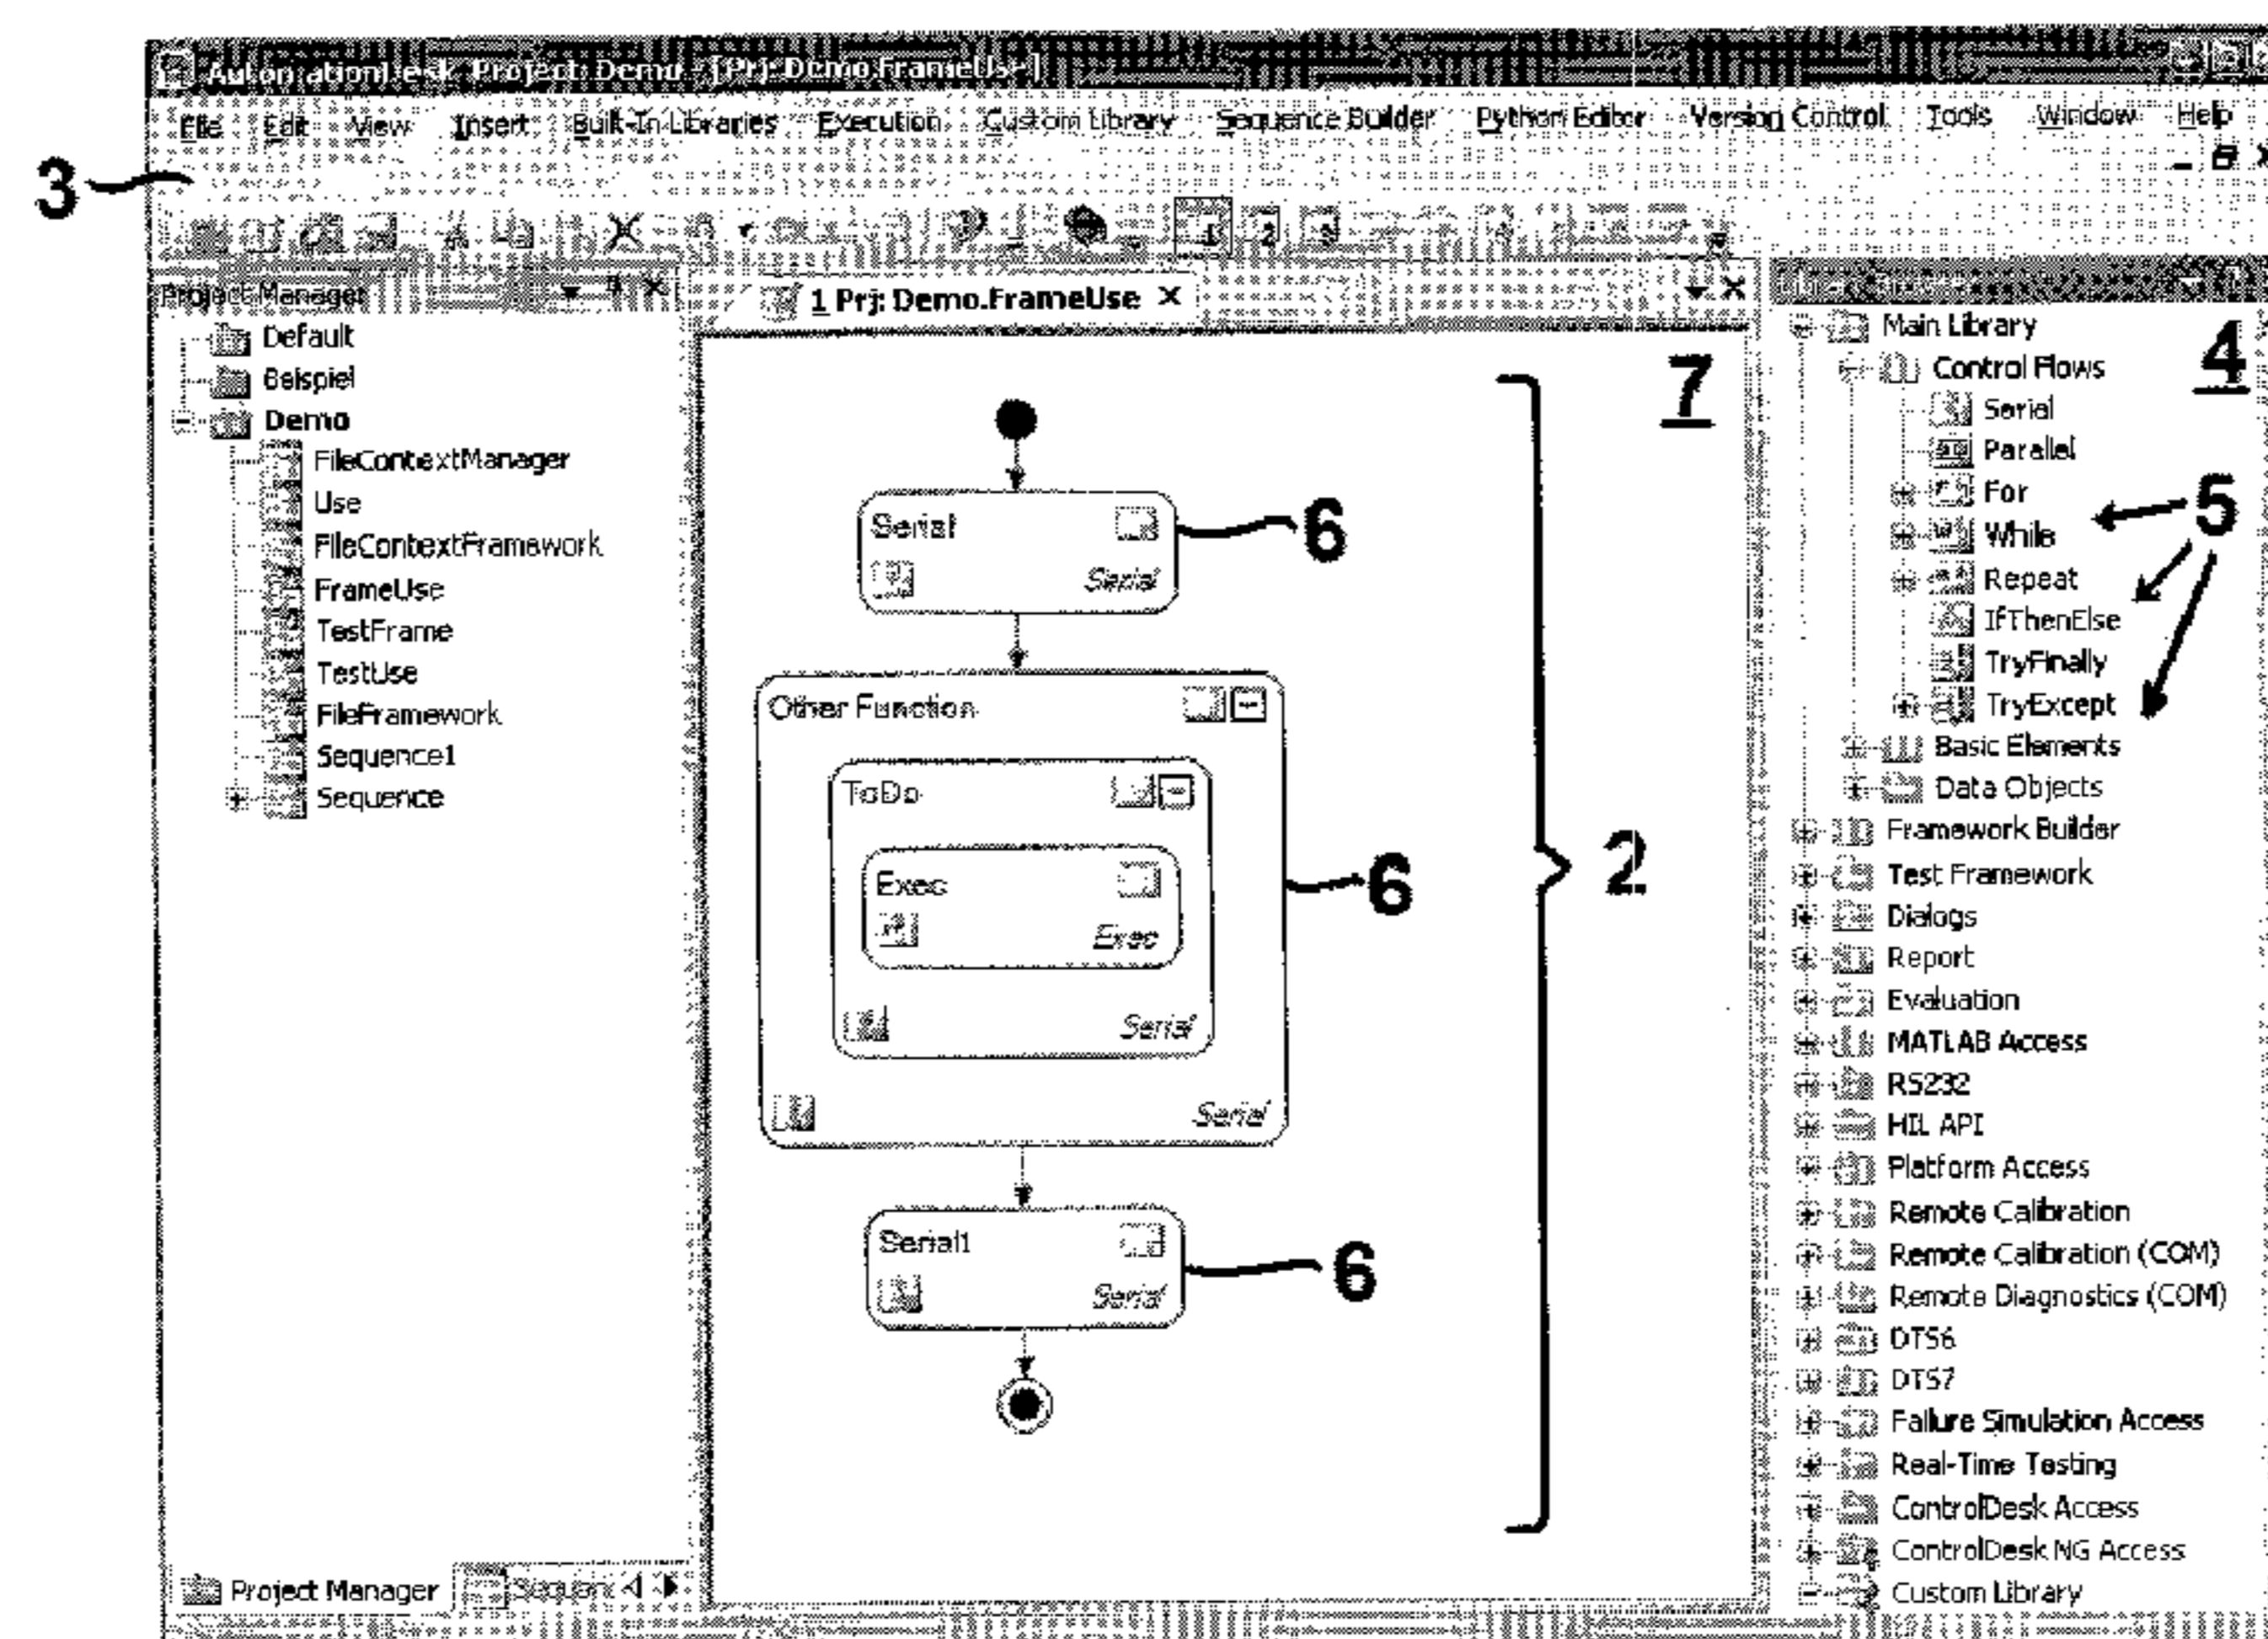 AutomationDesk Project: Demo - [Prj: Demo.FrameUse]
File Edit View Insert Built-In Libraries Execution Custom Library Sequence Builder Python Editor Version Control Tools Window Help
3
1 2 3
Project Manager
Default
Beispiel
Demo
FileContextManager
Use
FileContextFramework
FrameUse
TestFrame
TestUse
FileFramework
Sequence1
Sequence
Project Manager
1 Prj: Demo.FrameUse
7
Serial
Serial
6
Other Function
ToDo
Exec
Exec
Serial
Serial
6
2
Serial1
Serial
6
Library Browser
4
Main Library
Control Flows
Serial
Parallel
For
While
5
Repeat
IfThenElse
TryFinally
TryExcept
Basic Elements
Data Objects
Framework Builder
Test Framework
Dialogs
Report
Evaluation
MATLAB Access
RS232
HIL API
Platform Access
Remote Calibration
Remote Calibration (COM)
Remote Diagnostics (COM)
DTS6
DTS7
Failure Simulation Access
Real-Time Testing
ControlDesk Access
ControlDesk NG Access
Custom Library